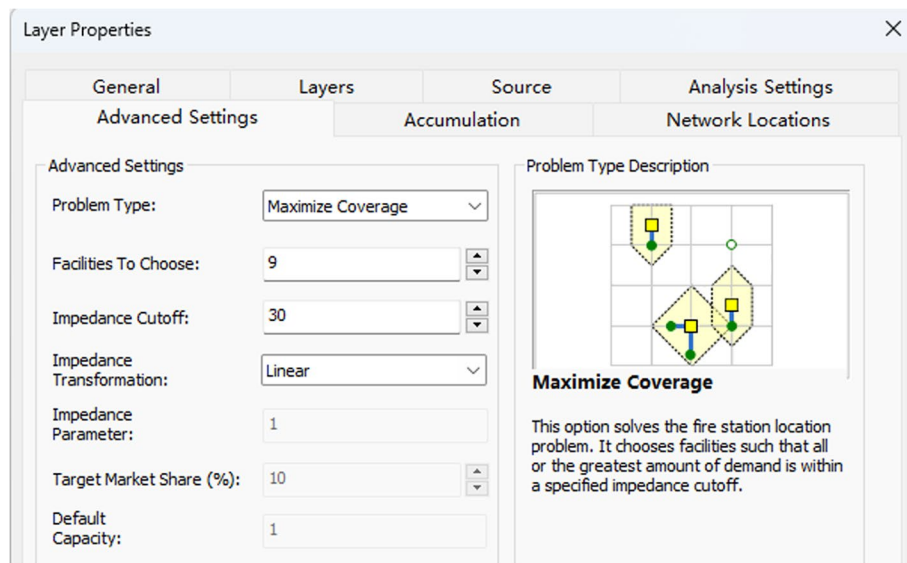 Layer Properties
General
Layers
Source
Analysis Settings
Advanced Settings
Accumulation
Network Locations
Advanced Settings
Problem Type:
Maximize Coverage
Facilities To Choose:
9
Impedance Cutoff:
30
Impedance
Transformation:
Linear
Impedance
Parameter:
1
Target Market Share (%):
10
Default
Capacity:
1
Problem Type Description
Maximize Coverage
This option solves the fire station location
problem. It chooses facilities such that all
or the greatest amount of demand is within
a specified impedance cutoff.